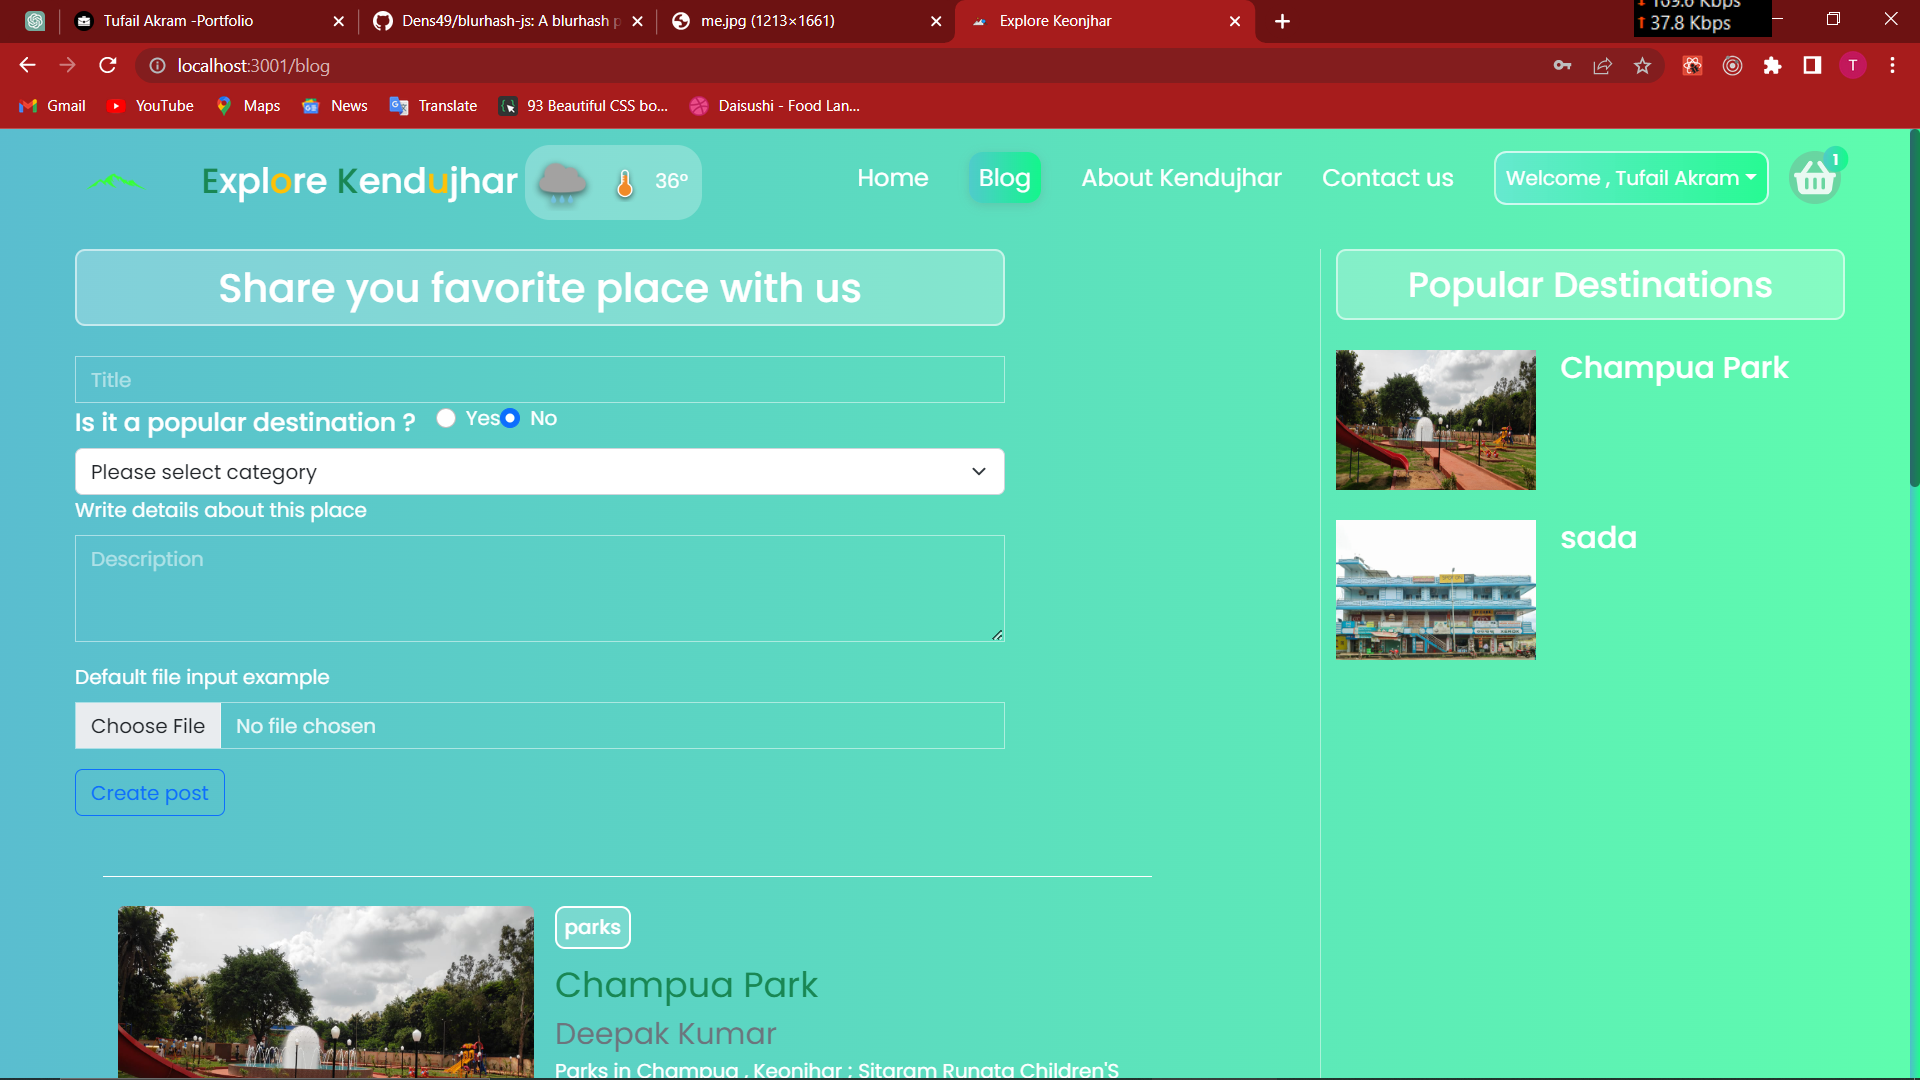 Tufail Akram -Portfolio
Dens49/blurhash-js: A blurhash p
me.jpg (1213×1661)
Explore Keonjhar
37.8 Kbps
localhost:3001/blog
T
Gmail
YouTube
Maps
News
Translate
93 Beautiful CSS bo...
Daisushi - Food Lan...
Explore Kendujhar
36°
Home
Blog
About Kendujhar
Contact us
Welcome , Tufail Akram
1
Share you favorite place with us
Title
Is it a popular destination ?
Yes
No
Please select category
Write details about this place
Description
Default file input example
Choose File
No file chosen
Create post
Popular Destinations
Champua Park
sada
parks
Champua Park
Deepak Kumar
Parks in Champua , Keonjhar : Sitaram Rungta Children'S